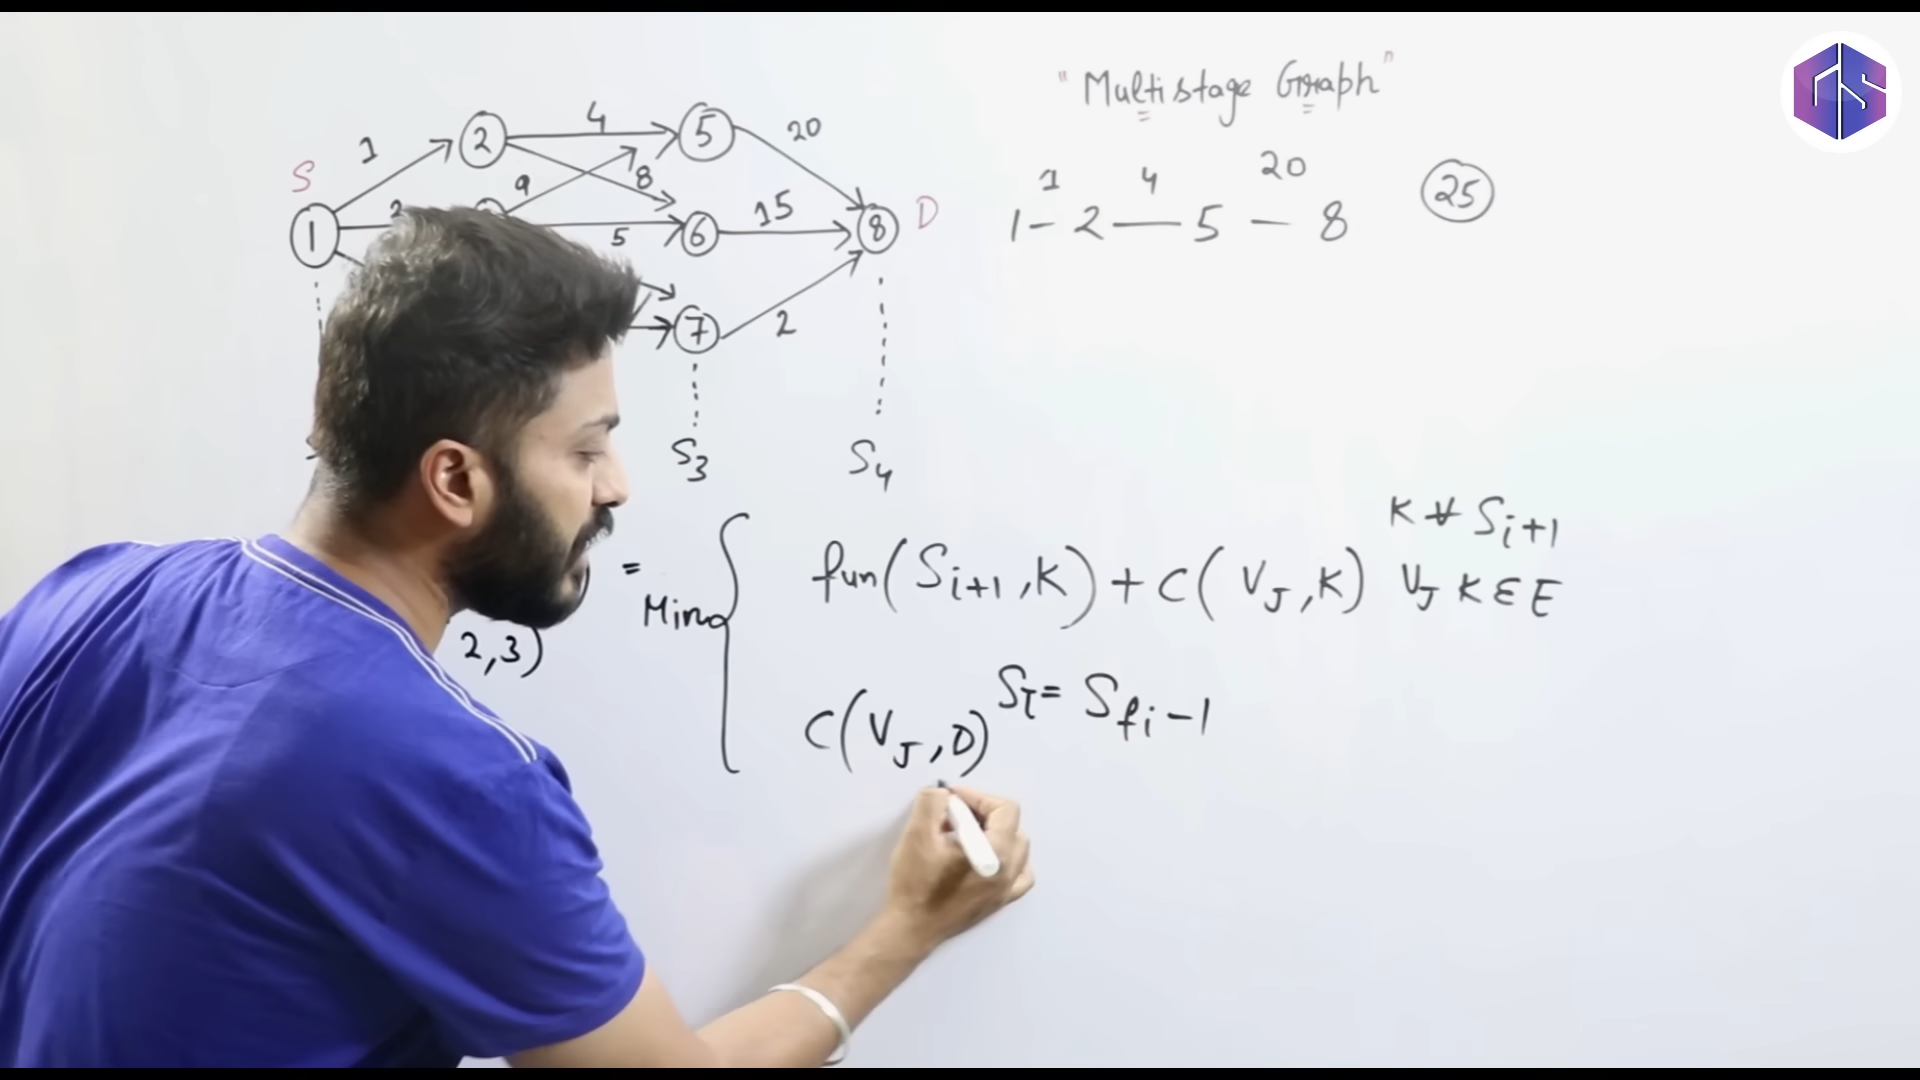 "Multistage Graph"
S
1
4
20
1
2
5
9
8
1
5
6
15
8
D
7
2
1 4 20
1 - 2 — 5 — 8
25
S3
S4
K ∀ Si+1
= Min
fun(Si+1, K) + C(VJ, K) VJ K ∈ E
2,3)
C(VJ, D) SI = Sfi-1